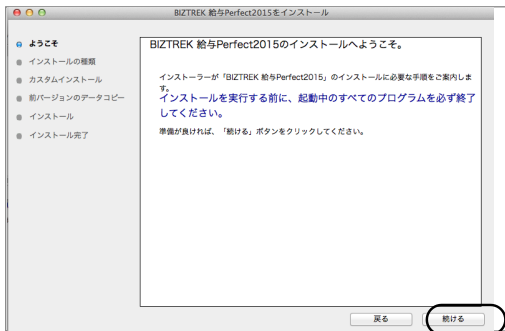 BIZTREK 給与Perfect2015をインストール
ようこそ
インストールの種類
カスタムインストール
前バージョンのデータコピー
インストール
インストール完了
BIZTREK 給与Perfect2015のインストールへようこそ。
インストーラーが「BIZTREK 給与Perfect2015」のインストールに必要な手順をご案内しま
す。
インストールを実行する前に、起動中のすべてのプログラムを必ず終了
してください。
準備が良ければ、「続ける」ボタンをクリックしてください。
戻る
続ける